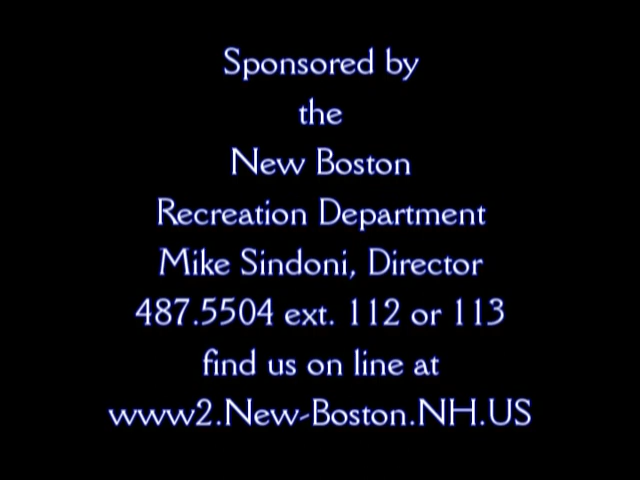 Sponsored by
the
New Boston
Recreation Department
Mike Sindoni, Director
487.5504 ext. 112 or 113
find us on line at
www2.New-Boston.NH.US